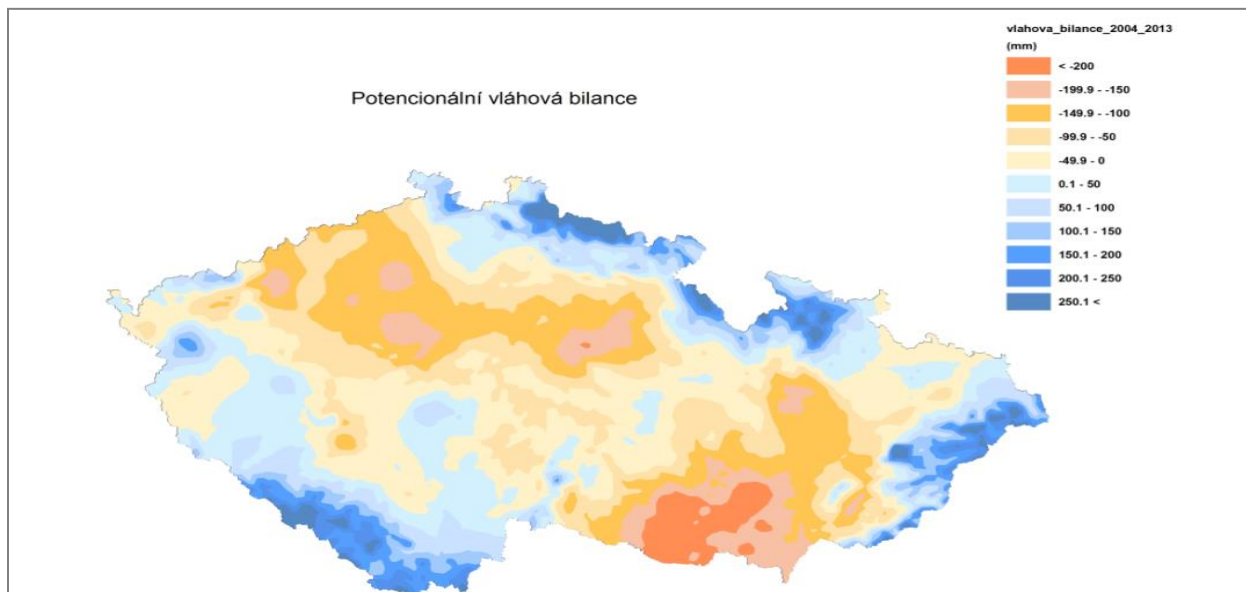 Potencionální vláhová bilance
vlahova_bilance_2004_2013
(mm)
< -200
-199.9 - -150
-149.9 - -100
-99.9 - -50
-49.9 - 0
0.1 - 50
50.1 - 100
100.1 - 150
150.1 - 200
200.1 - 250
250.1 <